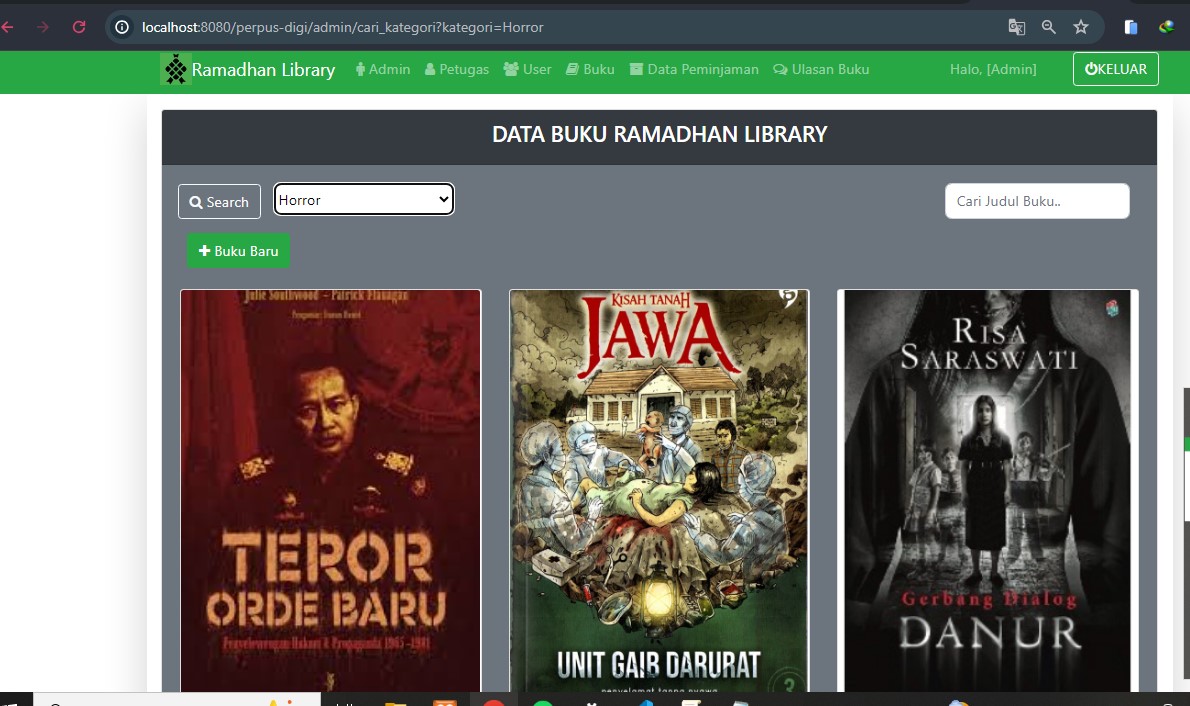 localhost:8080/perpus-digi/admin/cari_kategori?kategori=Horror
Ramadhan Library Admin Petugas User Buku Data Peminjaman Ulasan Buku Halo, [Admin] KELUAR
DATA BUKU RAMADHAN LIBRARY
Search Horror Cari Judul Buku..
Buku Baru
Julie Southwood - Patrick Flanagan
TEROR
ORDE BARU
Penyelewengan Hukum & Propaganda 1965-1981
KISAH TANAH
JAWA
UNIT GAIB DARURAT
penyelamat tanpa nyawa
3
RISA
SARASWATI
Gerbang Dialog
DANUR